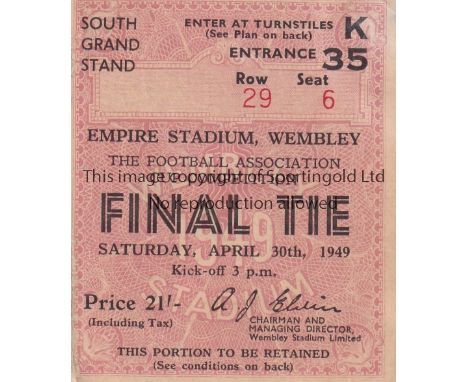 SOUTH GRAND STAND
ENTER AT TURNSTILES K
(See Plan on back)
ENTRANCE 35
Row Seat
29 6
EMPIRE STADIUM, WEMBLEY
THE FOOTBALL ASSOCIATION
This image copyright of Sportingold Ltd
CUP COMPETITION
No reproduction allowed
FINAL TIE
SATURDAY, APRIL 30th, 1949
Kick-off 3 p.m.
Price 21/-
(Including Tax)
CHAIRMAN AND
MANAGING DIRECTOR,
Wembley Stadium Limited
THIS PORTION TO BE RETAINED
(See conditions on back)